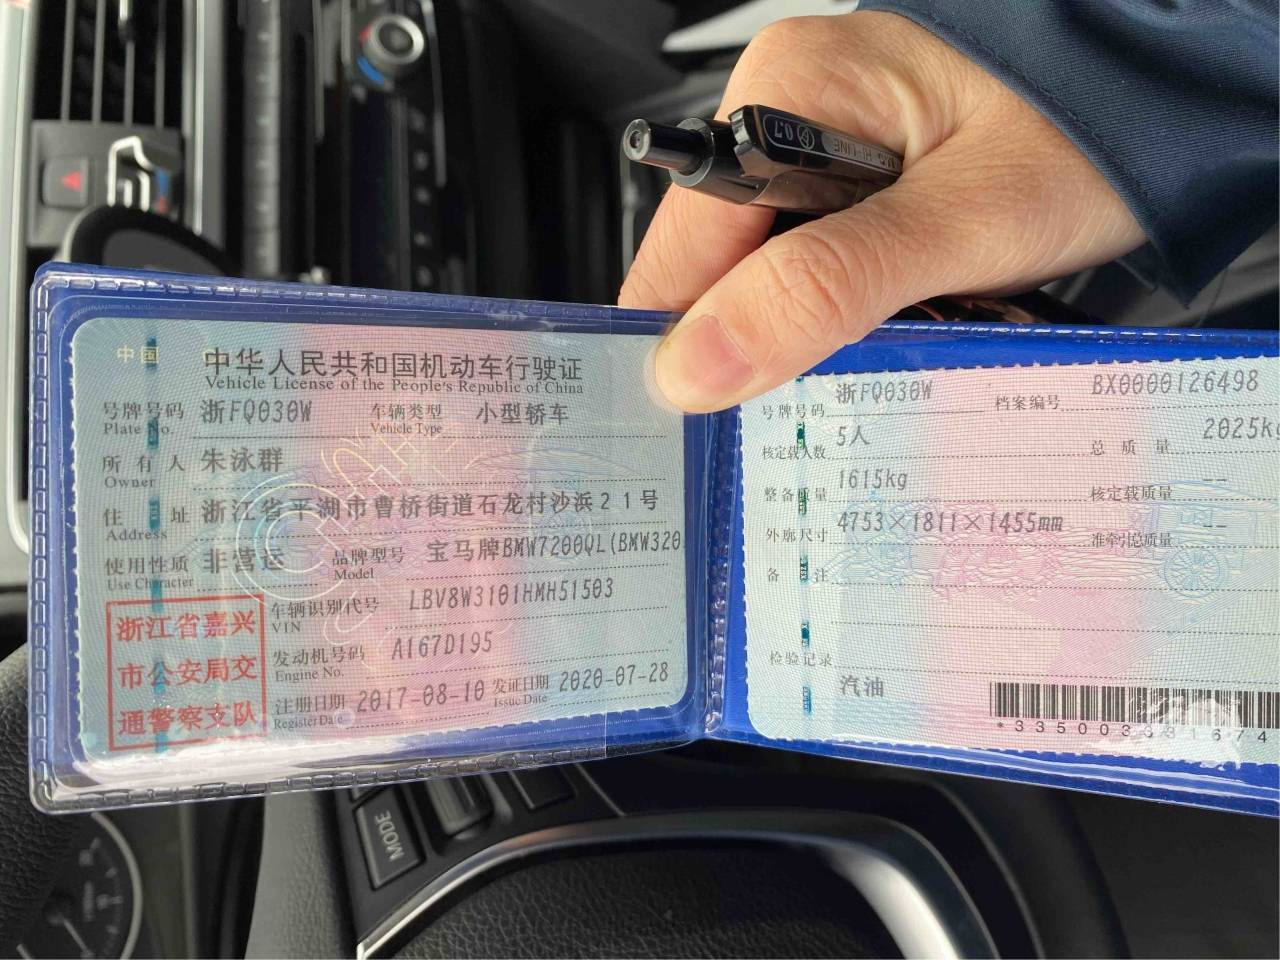 中国
中华人民共和国机动车行驶证
Vehicle License of the People's Republic of China
号牌号码 浙FQ030W 车辆类型 小型轿车
Plate No. Vehicle Type
所有人 朱泳群
Owner
住址 浙江省平湖市曹桥街道石龙村沙浜21号
Address
使用性质 非营运 品牌型号 宝马牌BMW7200QL(BMW320
Use Character Model
浙江省嘉兴
市公安局交
通警察支队
车辆识别代号 LBV8W3101HMH51503
VIN
发动机号码 A167D195
Engine No.
注册日期 2017-08-10 发证日期 2020-07-28
Register Date Issue Date
号牌号码 浙FQ030W 档案编号 BX0000126498
核定载人数 5人 总质量 2025k
整备质量 1615kg 核定载质量 --
外廓尺寸 4753×1811×1455mm 准牵引总质量 --
备注
检验记录
汽油
*3350003331674
MODE
0.7
HI-LINE